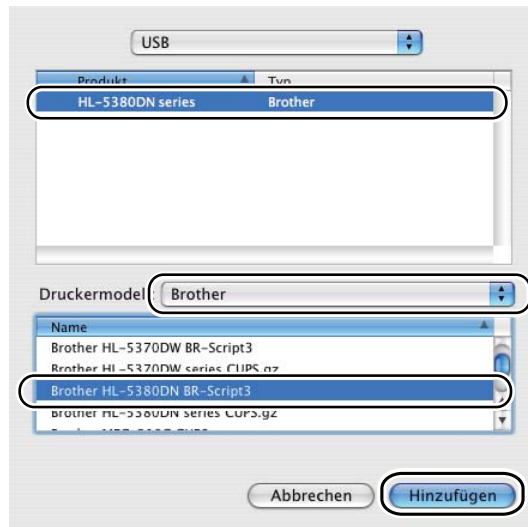 USB
Produkt Typ
HL-5380DN series Brother
Druckermodell: Brother
Name
Brother HL-5370DW BR-Script3
Brother HL-5370DW series CUPS.gz
Brother HL-5380DN BR-Script3
Brother HL-5380DN series CUPS.gz
Abbrechen Hinzufügen